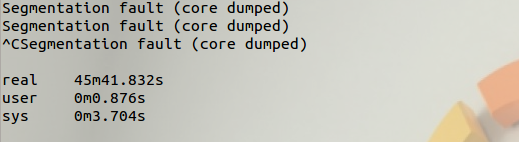 Segmentation fault (core dumped)
Segmentation fault (core dumped)
^CSegmentation fault (core dumped)
real 45m41.832s
user 0m0.876s
sys 0m3.704s